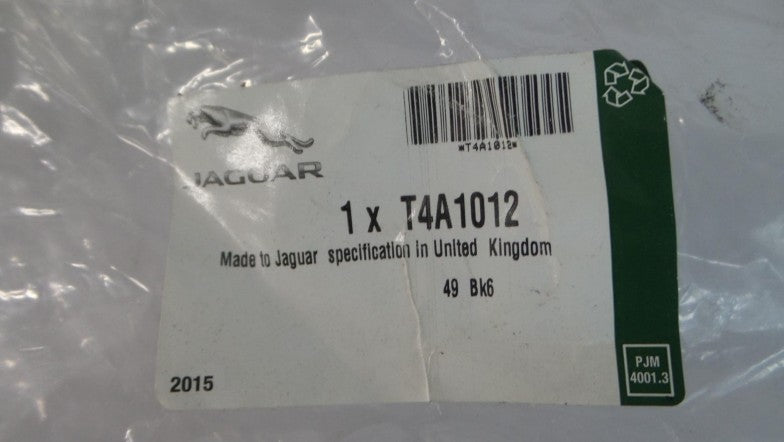 *T4A1012*
JAGUAR
1 x T4A1012
Made to Jaguar specification in United Kingdom
49 Bk6
2015
PJM
4001.3